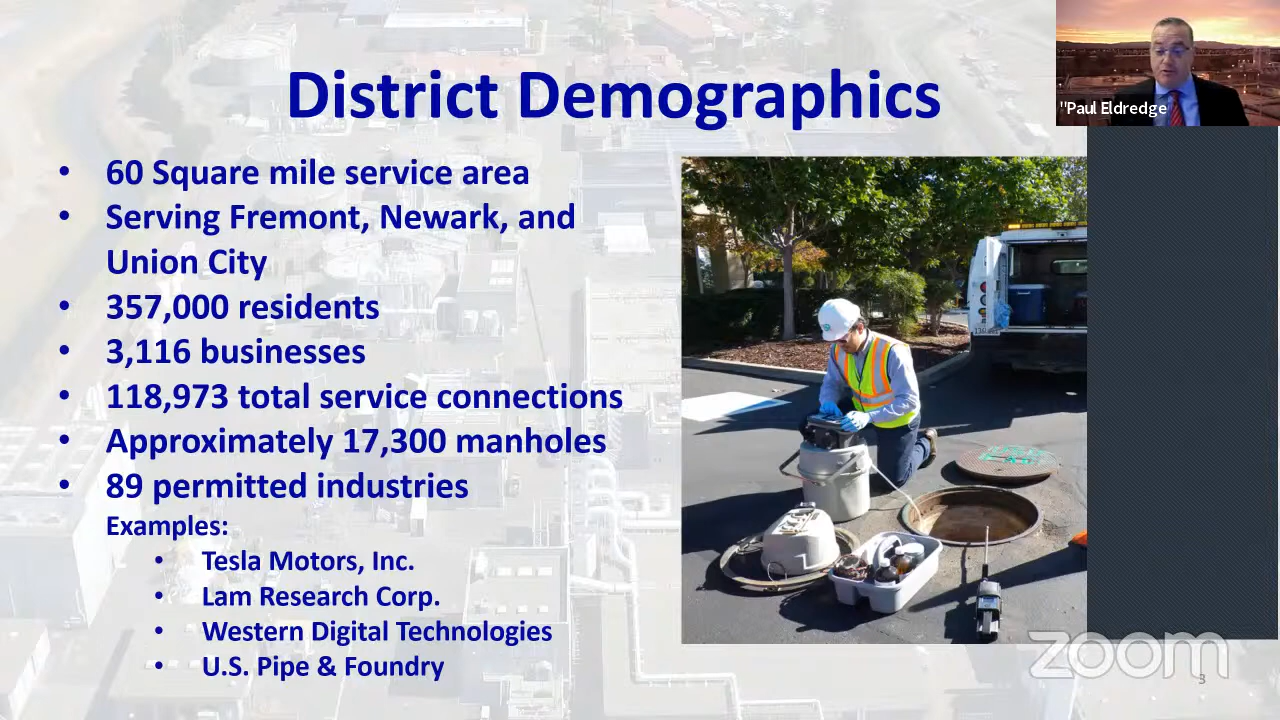 District Demographics
"Paul Eldredge
• 60 Square mile service area
• Serving Fremont, Newark, and
Union City
• 357,000 residents
• 3,116 businesses
• 118,973 total service connections
• Approximately 17,300 manholes
• 89 permitted industries
Examples:
• Tesla Motors, Inc.
• Lam Research Corp.
• Western Digital Technologies
• U.S. Pipe & Foundry
zoom
3